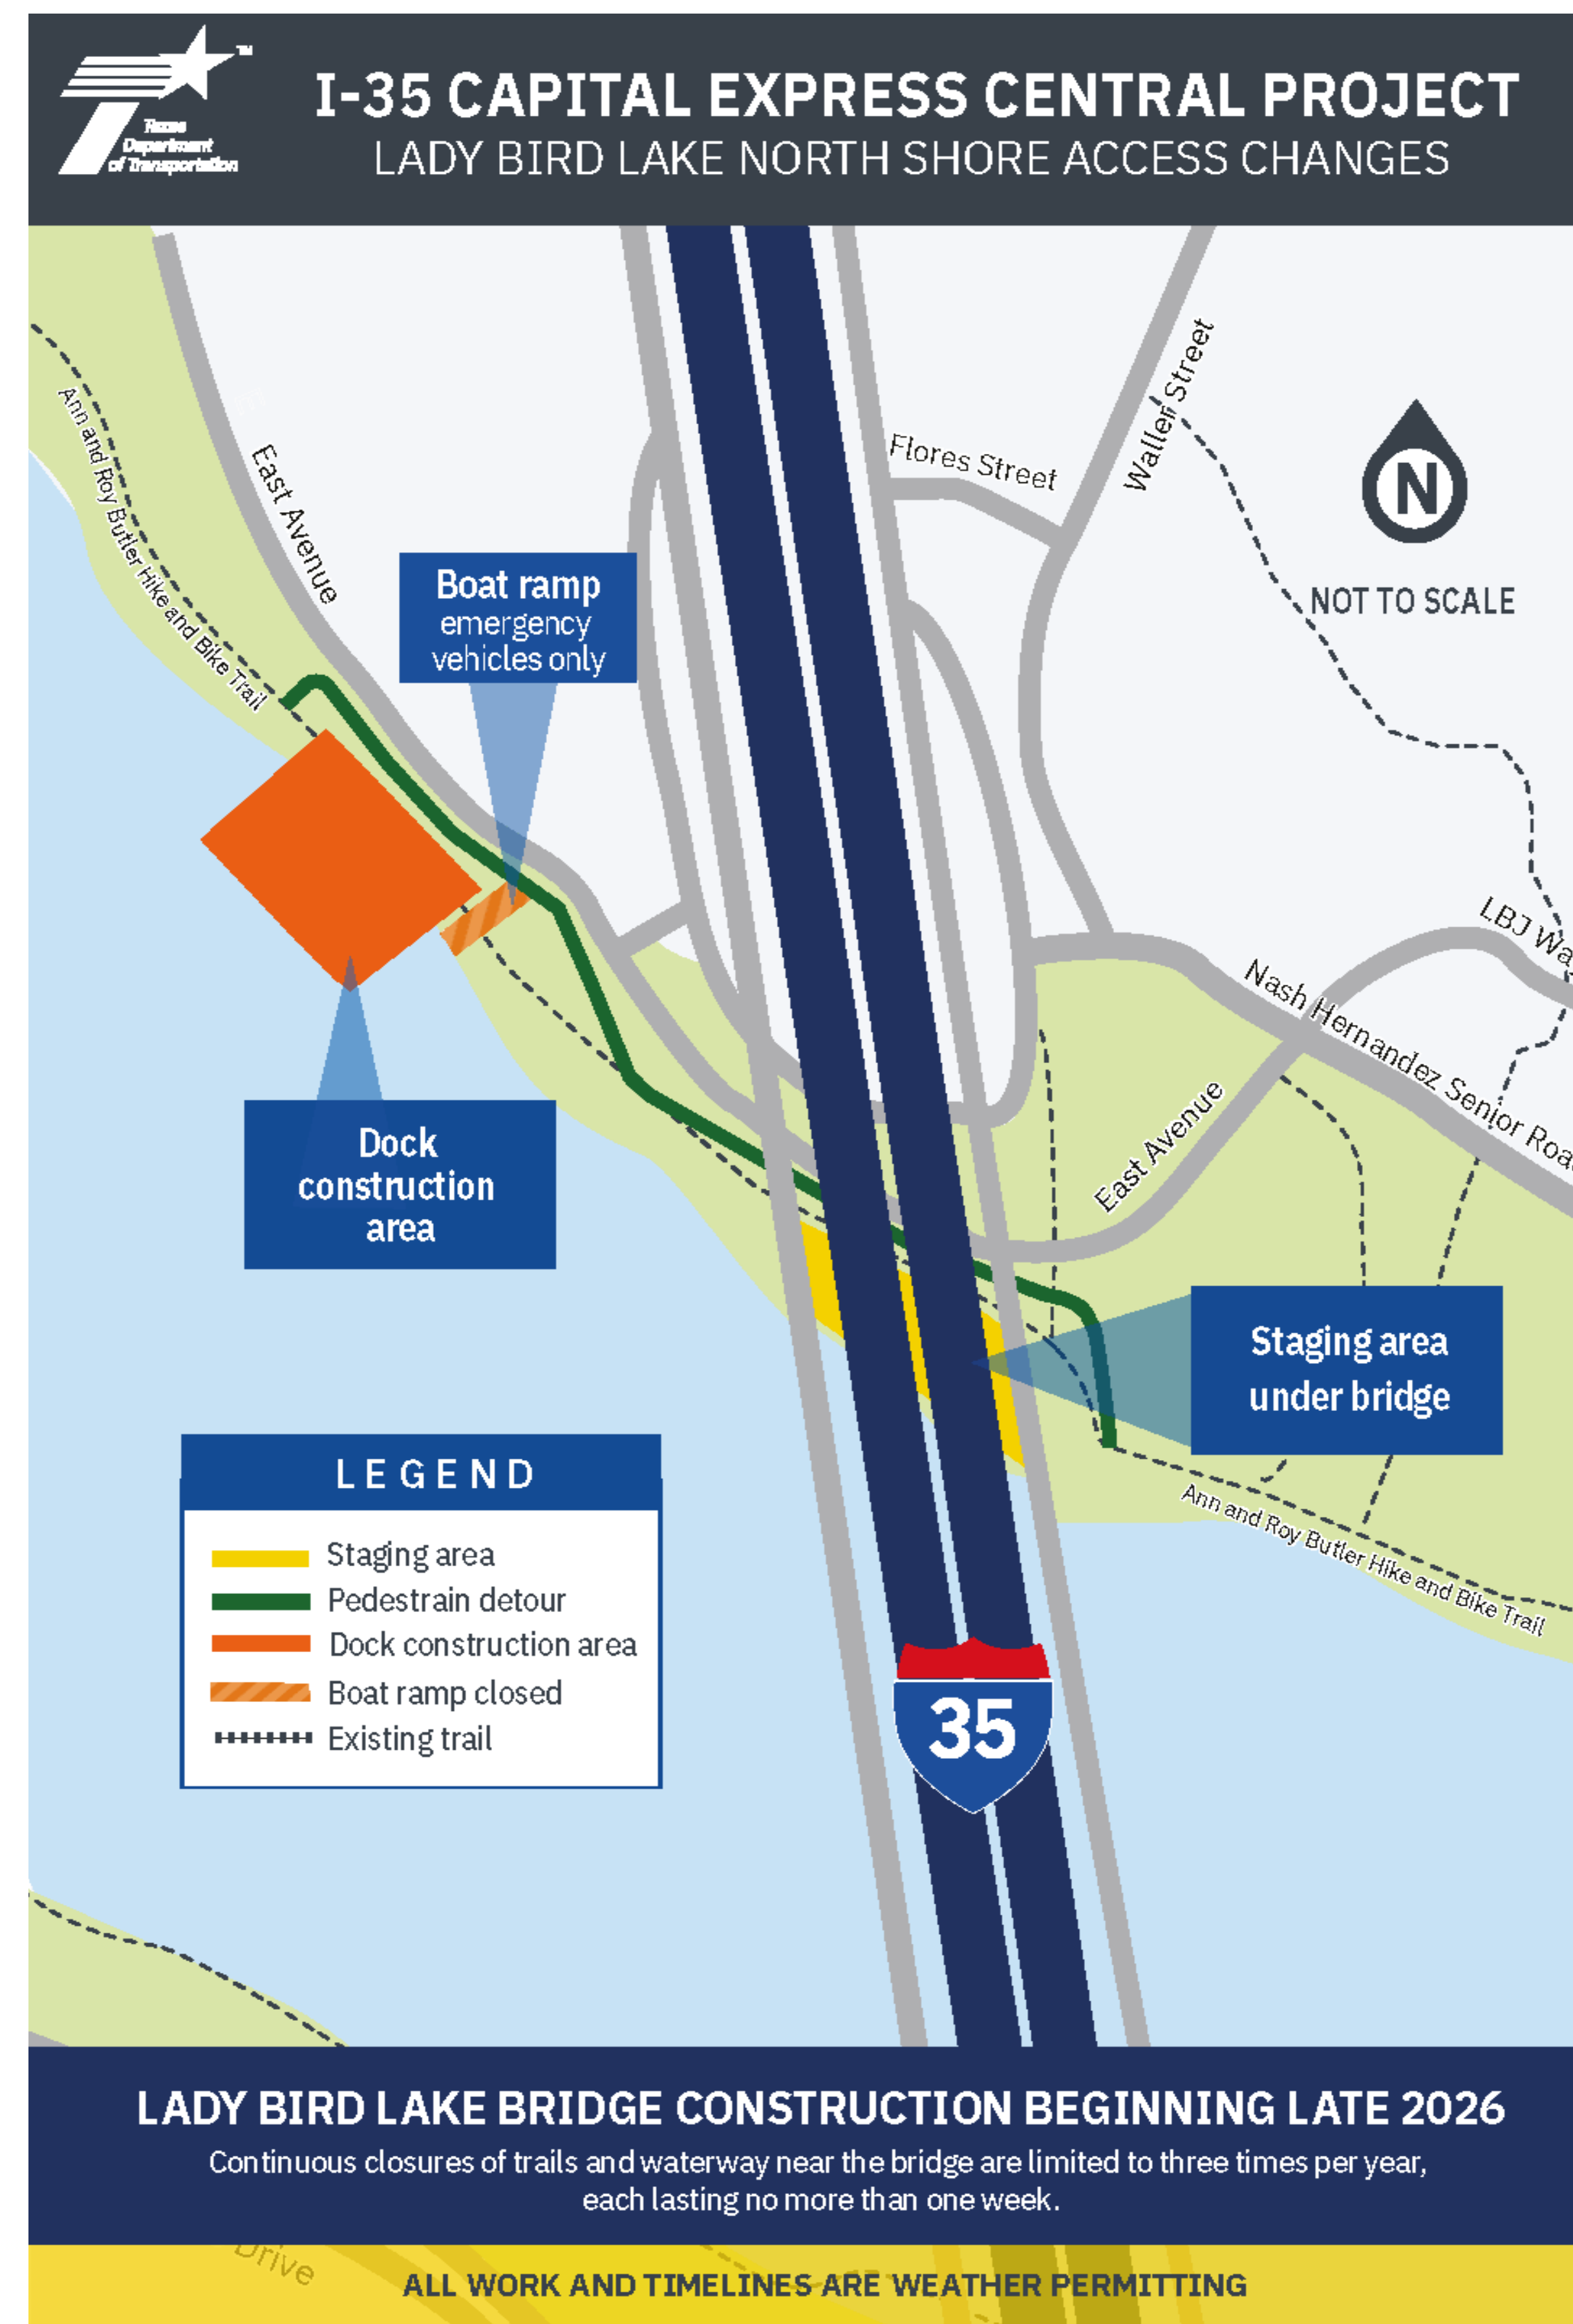 Texas
Department
of Transportation
TM
I-35 CAPITAL EXPRESS CENTRAL PROJECT
LADY BIRD LAKE NORTH SHORE ACCESS CHANGES
Ann and Roy Butler Hike and Bike Trail
East Avenue
Boat ramp
emergency
vehicles only
Flores Street
Waller Street
N
NOT TO SCALE
LBJ Wa
Nash Hernandez Senior Roa
East Avenue
Dock
construction
area
Staging area
under bridge
Ann and Roy Butler Hike and Bike Trail
LEGEND
Staging area
Pedestrain detour
Dock construction area
Boat ramp closed
Existing trail
35
LADY BIRD LAKE BRIDGE CONSTRUCTION BEGINNING LATE 2026
Continuous closures of trails and waterway near the bridge are limited to three times per year,
each lasting no more than one week.
Drive
ALL WORK AND TIMELINES ARE WEATHER PERMITTING